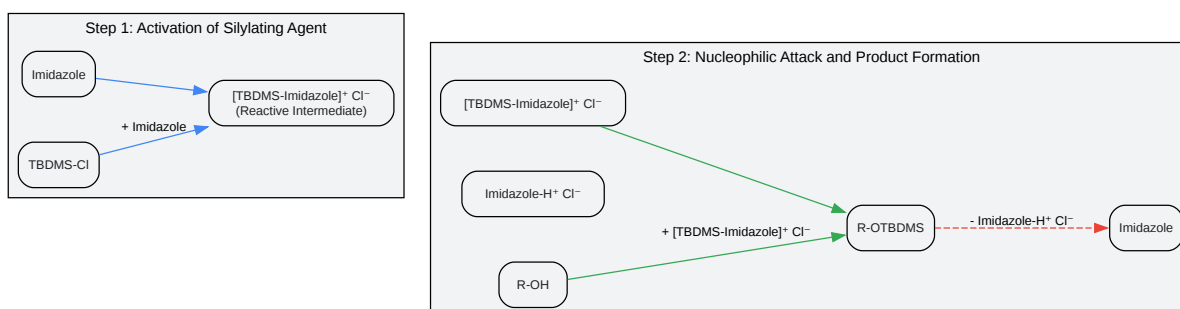 Step 1: Activation of Silylating Agent
Imidazole
[TBDMS-Imidazole]⁺ Cl⁻
(Reactive Intermediate)
+ Imidazole
TBDMS-Cl
Step 2: Nucleophilic Attack and Product Formation
[TBDMS-Imidazole]⁺ Cl⁻
Imidazole-H⁺ Cl⁻
+ [TBDMS-Imidazole]⁺ Cl⁻
R-OH
R-OTBDMS
- Imidazole-H⁺ Cl⁻
Imidazole